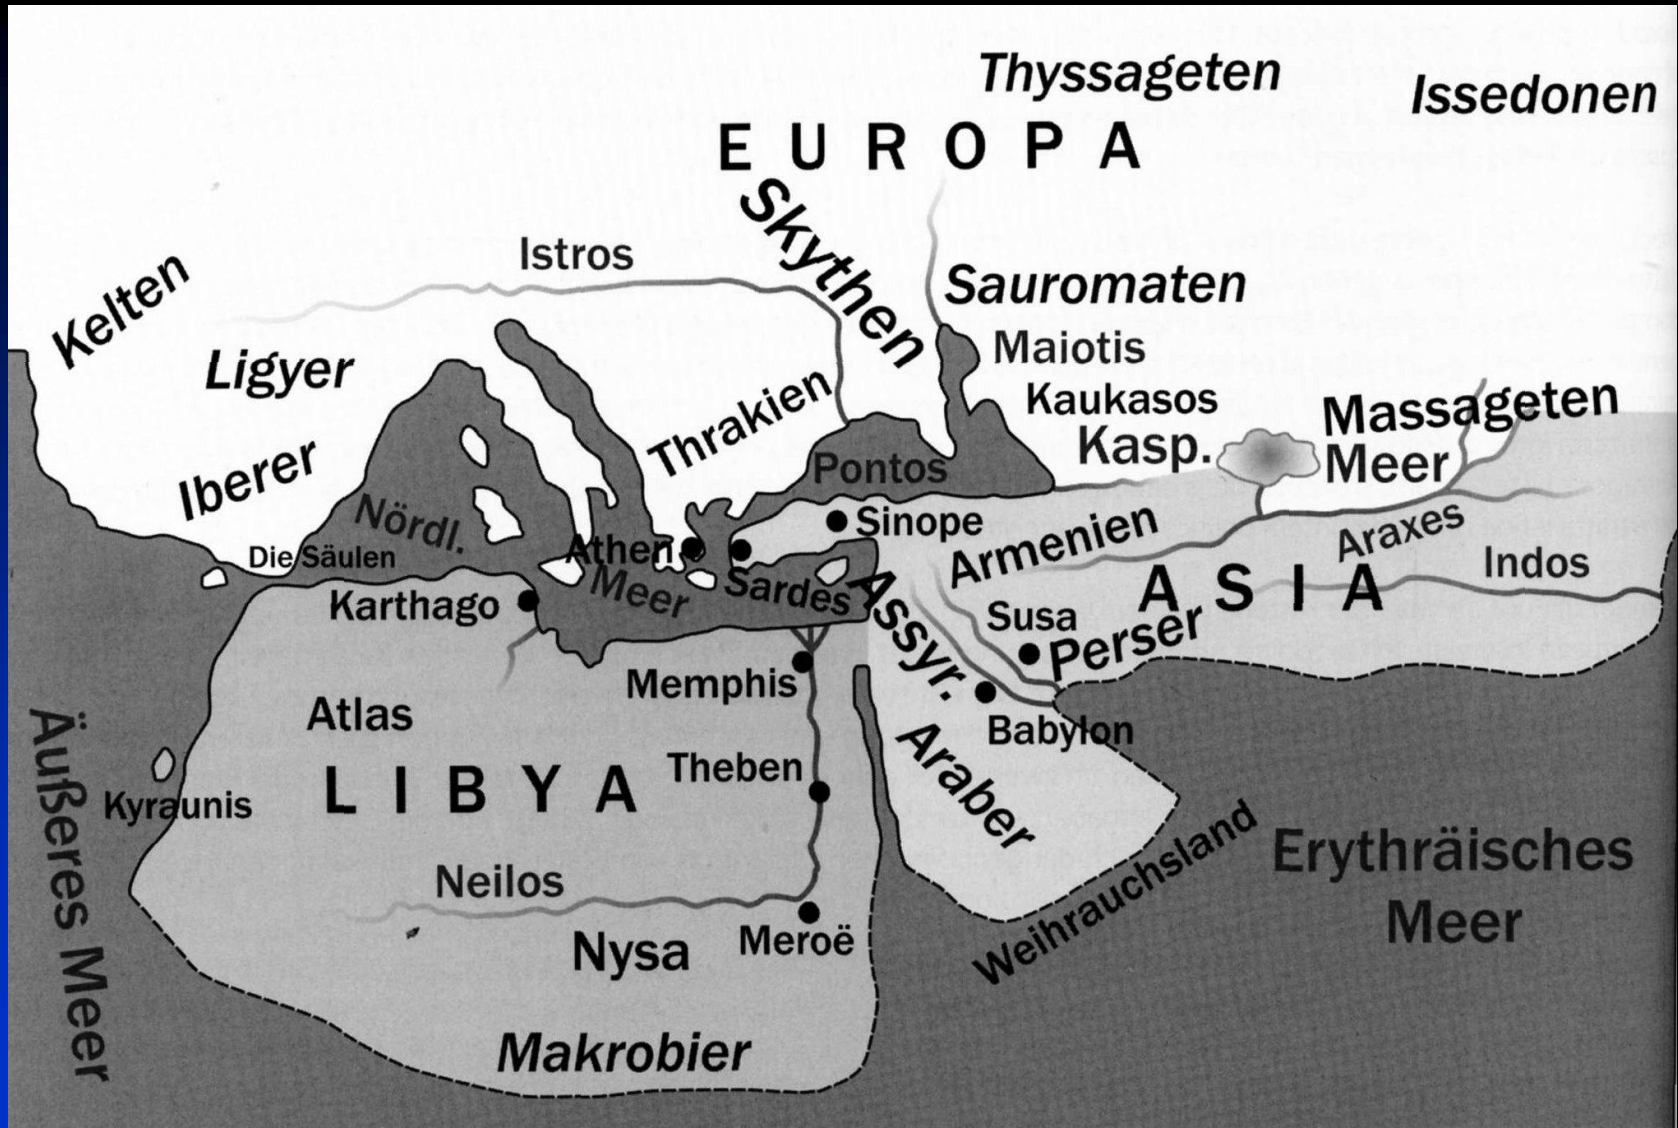 Thyssageten
Issedonen
EUROPA
Skythen
Kelten
Istros
Sauromaten
Ligyer
Maiotis
Thrakien
Kaukasos
Massageten
Iberer
Kasp.
Meer
Pontos
Nördl.
Meer
Sinope
Armenien
Araxes
Die Säulen
Athen
Sardes
Indos
ASIA
Karthago
Assyr.
Susa
Perser
Memphis
Atlas
Babylon
Äußeres Meer
Theben
LIBYA
Kyraunis
Araber
Weihrauchsland
Erythräisches
Meer
Neilos
Nysa
Meroë
Makrobier